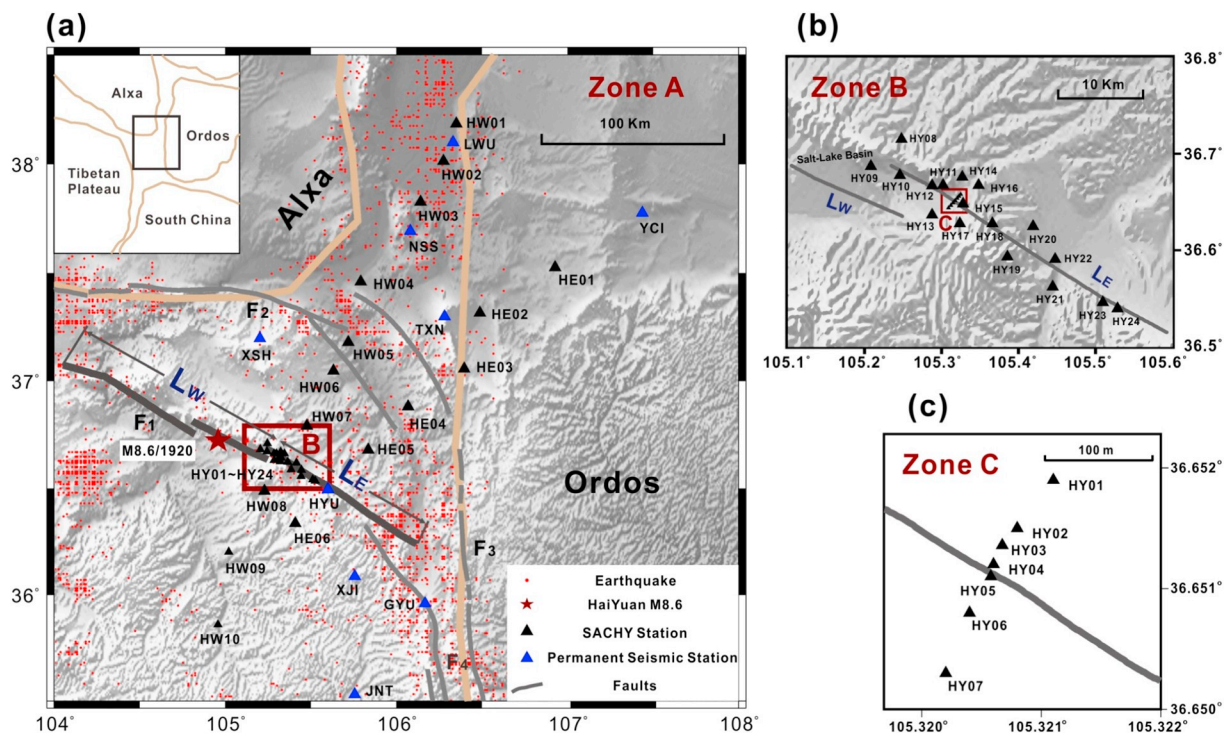 (a)
Alxa
Ordos
Tibetan
Plateau
South China
Zone A
100 Km
HW01
LWU
HW02
HW03
NSS
YCI
HW04
HE01
HE02
TXN
HE03
Alxa
F2
XSH
HW05
HW06
HE04
HW07
HE05
LW
F1
M8.6/1920
B
HY01~HY24
LE
HYU
HW08
HE06
Ordos
F3
HW09
XJI
GYU
HW10
F4
JNT
Earthquake
HaiYuan M8.6
SACHY Station
Permanent Seismic Station
Faults
38°
37°
36°
104
105
106
107
108°
(b)
Zone B
10 Km
HY08
Salt-Lake Basin
HY09
HY10
HY11
HY14
HY12
HY16
HY15
HY13
C
HY17
HY18
HY20
HY19
HY22
HY21
HY23
HY24
LW
LE
36.8
36.7
36.6
36.5
105.1
105.2
105.3
105.4
105.5
105.6
(c)
Zone C
100 m
HY01
HY02
HY03
HY04
HY05
HY06
HY07
36.652°
36.651°
36.650°
105.320°
105.321°
105.322°